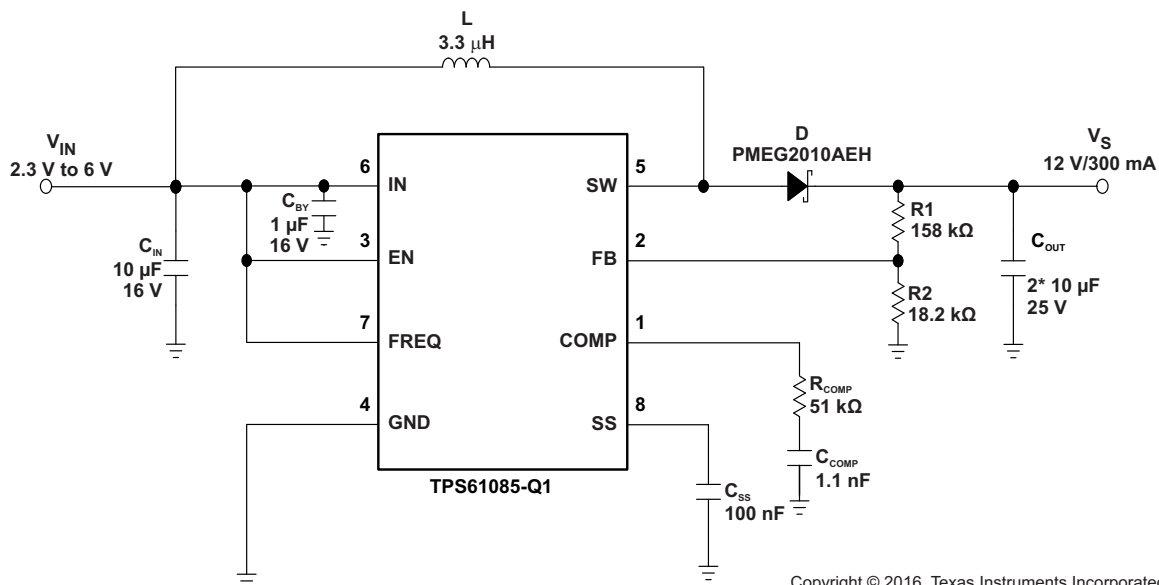 L
3.3 μH
V_IN
2.3 V to 6 V
C_IN
10 μF
16 V
C_BY
1 μF
16 V
6
IN
3
EN
7
FREQ
4
GND
5
SW
2
FB
1
COMP
8
SS
TPS61085-Q1
D
PMEG2010AEH
V_S
12 V/300 mA
R1
158 kΩ
R2
18.2 kΩ
C_OUT
2* 10 μF
25 V
R_COMP
51 kΩ
C_COMP
1.1 nF
C_SS
100 nF
Copyright © 2016, Texas Instruments Incorporated